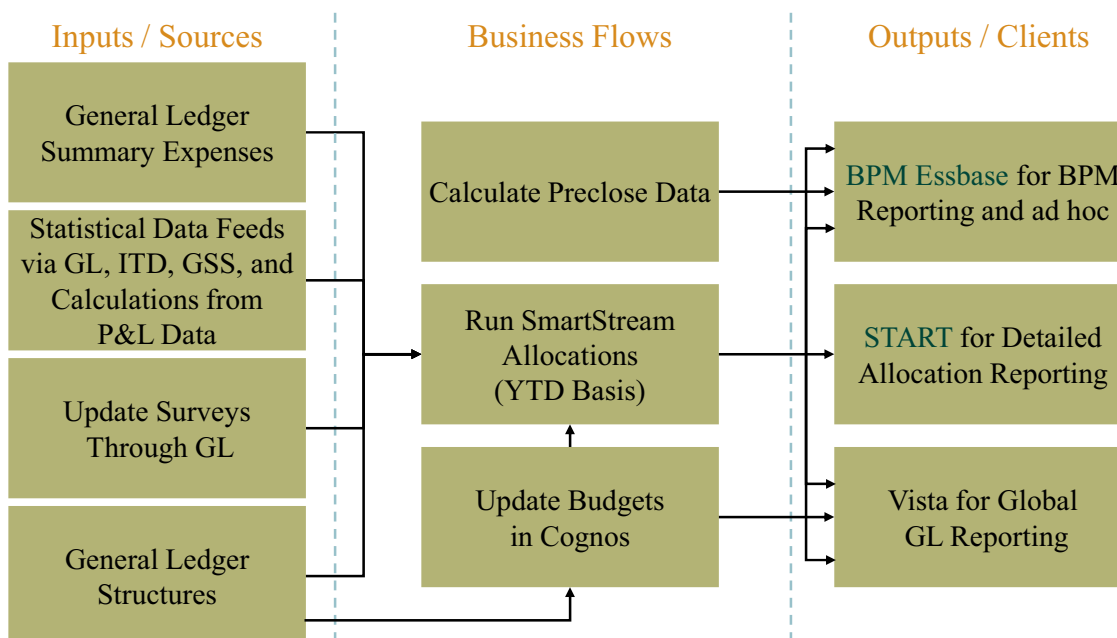 Inputs / Sources
Business Flows
Outputs / Clients
General Ledger
Summary Expenses
Statistical Data Feeds
via GL, ITD, GSS, and
Calculations from
P&L Data
Update Surveys
Through GL
General Ledger
Structures
Calculate Preclose Data
Run SmartStream
Allocations
(YTD Basis)
Update Budgets
in Cognos
BPM Essbase for BPM
Reporting and ad hoc
START for Detailed
Allocation Reporting
Vista for Global
GL Reporting